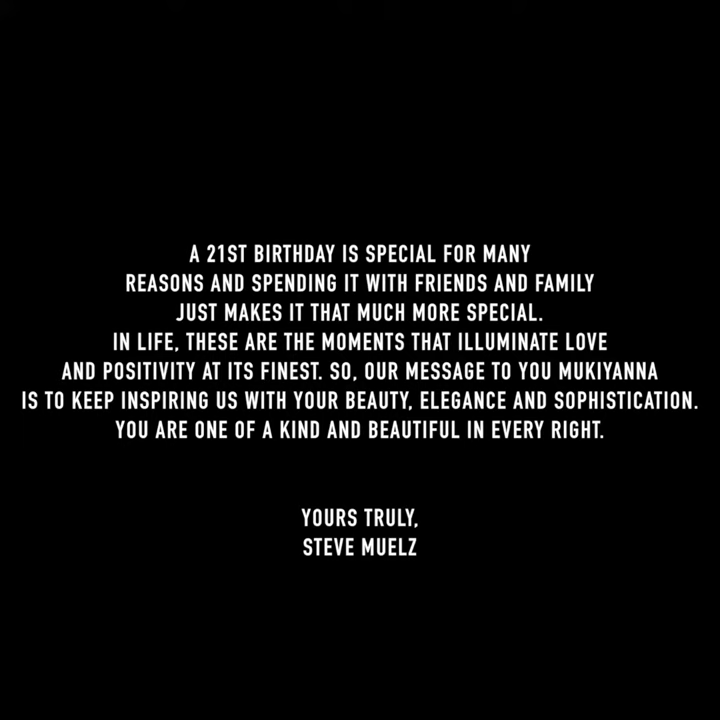 A 21ST BIRTHDAY IS SPECIAL FOR MANY
REASONS AND SPENDING IT WITH FRIENDS AND FAMILY
JUST MAKES IT THAT MUCH MORE SPECIAL.
IN LIFE, THESE ARE THE MOMENTS THAT ILLUMINATE LOVE
AND POSITIVITY AT ITS FINEST. SO, OUR MESSAGE TO YOU MUKIYANNA
IS TO KEEP INSPIRING US WITH YOUR BEAUTY, ELEGANCE AND SOPHISTICATION.
YOU ARE ONE OF A KIND AND BEAUTIFUL IN EVERY RIGHT.
YOURS TRULY,
STEVE MUELZ